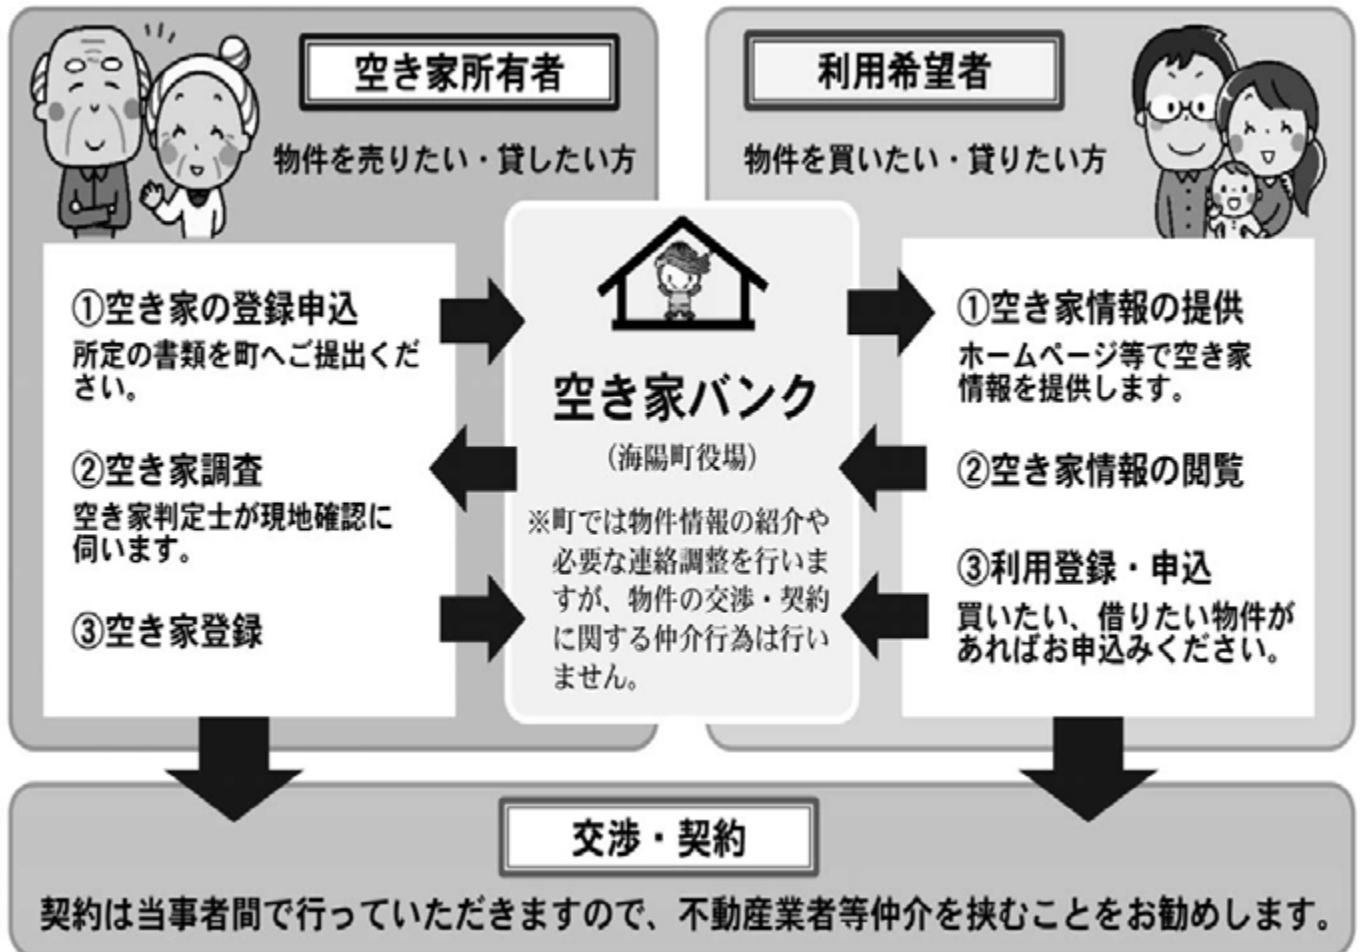 空き家所有者
物件を売りたい・貸したい方
①空き家の登録申込
所定の書類を町へご提出くだ
さい。
②空き家調査
空き家判定士が現地確認に
伺います。
③空き家登録
空き家バンク
（海陽町役場）
※町では物件情報の紹介や
必要な連絡調整を行いま
すが、物件の交渉・契約
に関する仲介行為は行い
ません。
利用希望者
物件を買いたい・貸りたい方
①空き家情報の提供
ホームページ等で空き家
情報を提供します。
②空き家情報の閲覧
③利用登録・申込
買いたい、借りたい物件が
あればお申込みください。
交渉・契約
契約は当事者間で行っていただきますので、不動産業者等仲介を挟むことをお勧めします。